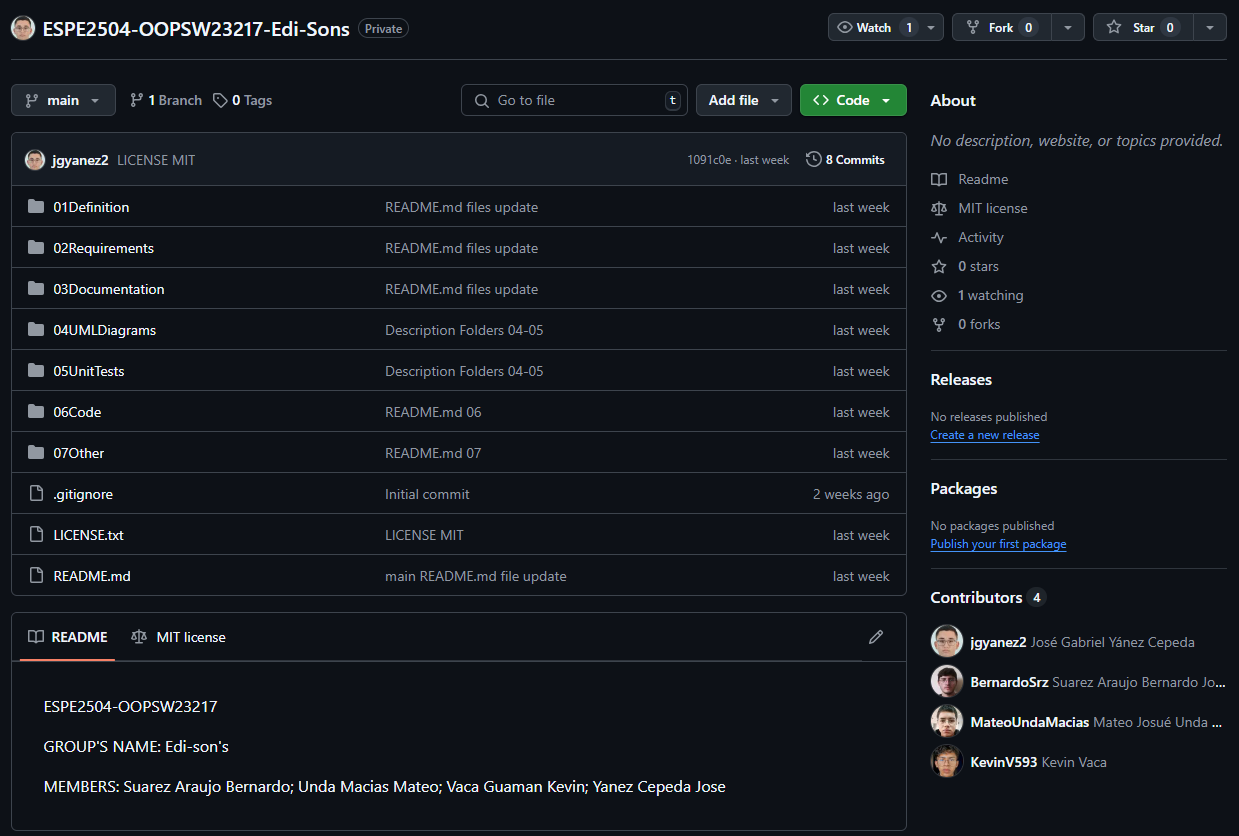 ESPE2504-OOPSW23217-Edi-Sons Private Watch 1 Fork 0 Star 0
main 1 Branch 0 Tags Go to file t Add file Code
jgyanez2 LICENSE MIT 1091c0e · last week 8 Commits
01Definition README.md files update last week
02Requirements README.md files update last week
03Documentation README.md files update last week
04UMLDiagrams Description Folders 04-05 last week
05UnitTests Description Folders 04-05 last week
06Code README.md 06 last week
07Other README.md 07 last week
.gitignore Initial commit 2 weeks ago
LICENSE.txt LICENSE MIT last week
README.md main README.md file update last week
README MIT license
ESPE2504-OOPSW23217
GROUP'S NAME: Edi-son's
MEMBERS: Suarez Araujo Bernardo; Unda Macias Mateo; Vaca Guaman Kevin; Yanez Cepeda Jose
About
No description, website, or topics provided.
Readme
MIT license
Activity
0 stars
1 watching
0 forks
Releases
No releases published
Create a new release
Packages
No packages published
Publish your first package
Contributors 4
jgyanez2 José Gabriel Yánez Cepeda
BernardoSrz Suarez Araujo Bernardo Jo...
MateoUndaMacias Mateo Josué Unda ...
KevinV593 Kevin Vaca